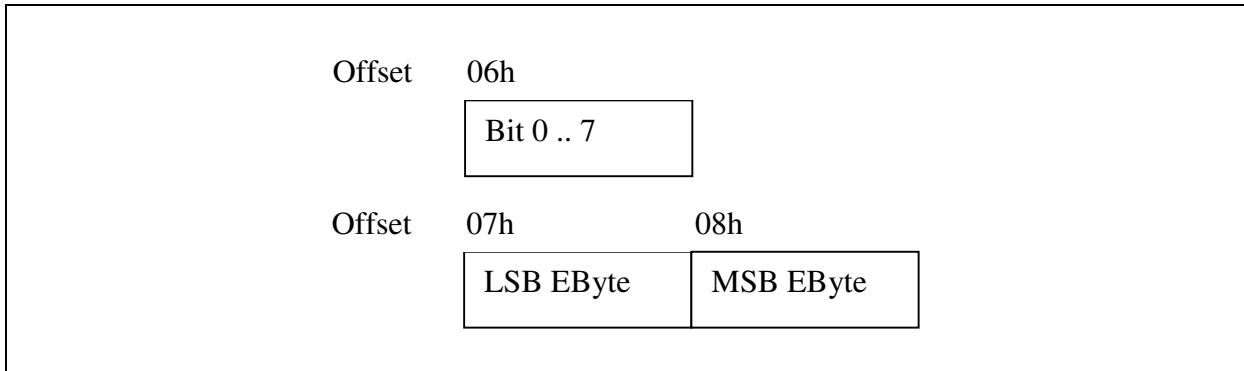 Offset 06h
Bit 0 .. 7
Offset 07h 08h
LSB EByte MSB EByte